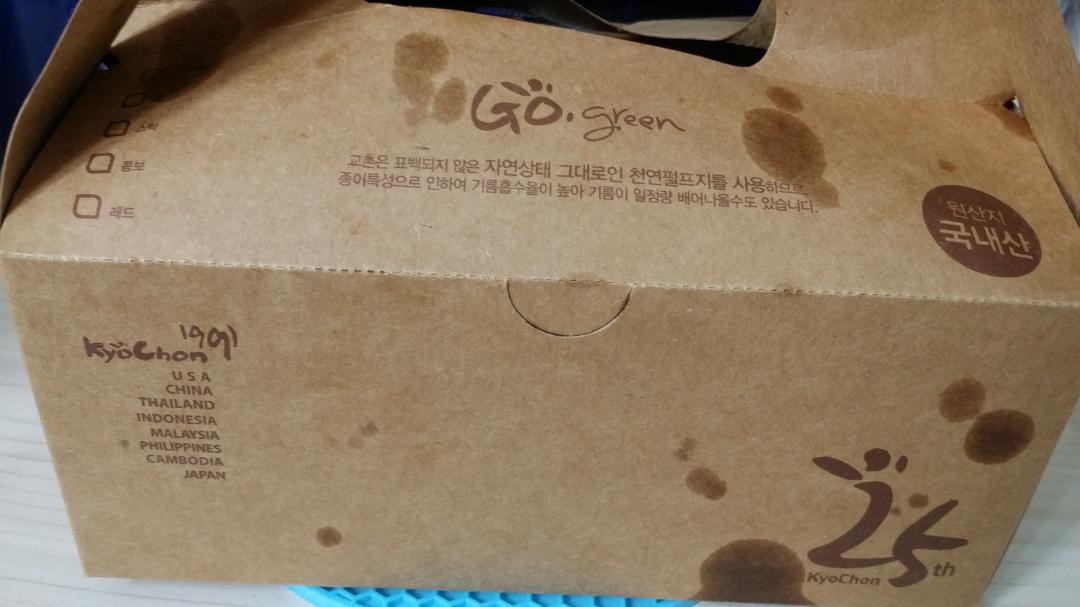 Go. green
교촌은 표백되지 않은 자연상태 그대로인 천연펄프지를 사용하므로,
종이특성으로 인하여 기름흡수율이 높아 기름이 일정량 배어나올수도 있습니다.
스틱
콤보
레드
원산지
국내산
KyoChon 1991
USA
CHINA
THAILAND
INDONESIA
MALAYSIA
PHILIPPINES
CAMBODIA
JAPAN
25th
KyoChon